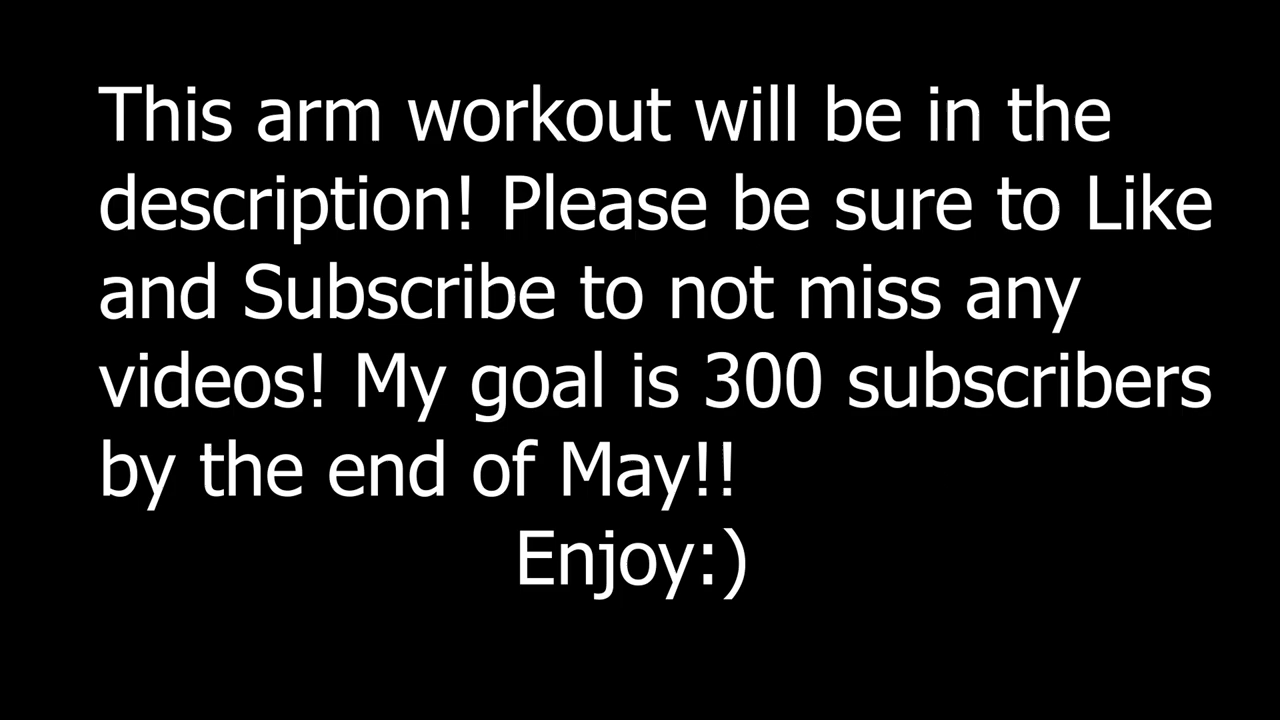 This arm workout will be in the
description! Please be sure to Like
and Subscribe to not miss any
videos! My goal is 300 subscribers
by the end of May!!
Enjoy:)